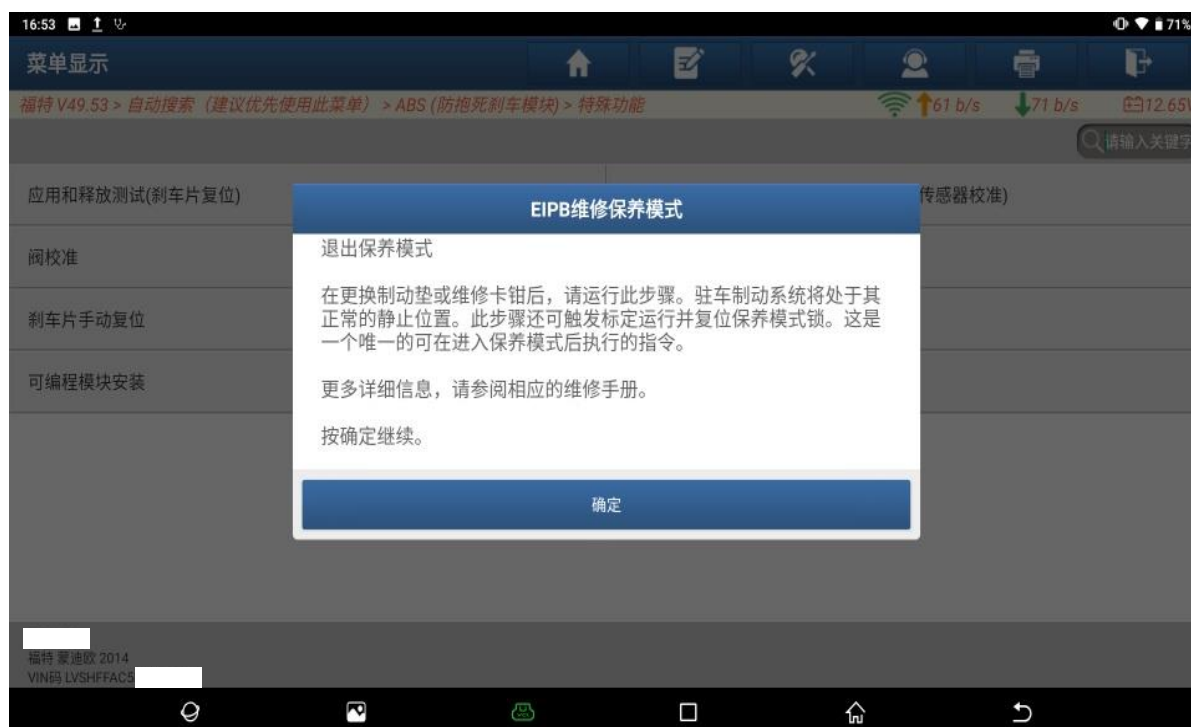 16:53
71%
菜单显示
福特 V49.53 > 自动搜索（建议优先使用此菜单） > ABS (防抱死刹车模块) > 特殊功能
61 b/s
71 b/s
12.65V
请输入关键字
应用和释放测试(刹车片复位)
传感器校准)
阀校准
刹车片手动复位
可编程模块安装
EIPB维修保养模式
退出保养模式
在更换制动垫或维修卡钳后，请运行此步骤。驻车制动系统将处于其
正常的静止位置。此步骤还可触发标定运行并复位保养模式锁。这是
一个唯一的可在进入保养模式后执行的指令。
更多详细信息，请参阅相应的维修手册。
按确定继续。
确定
福特 蒙迪欧 2014
VIN码 LVSHFFAC5